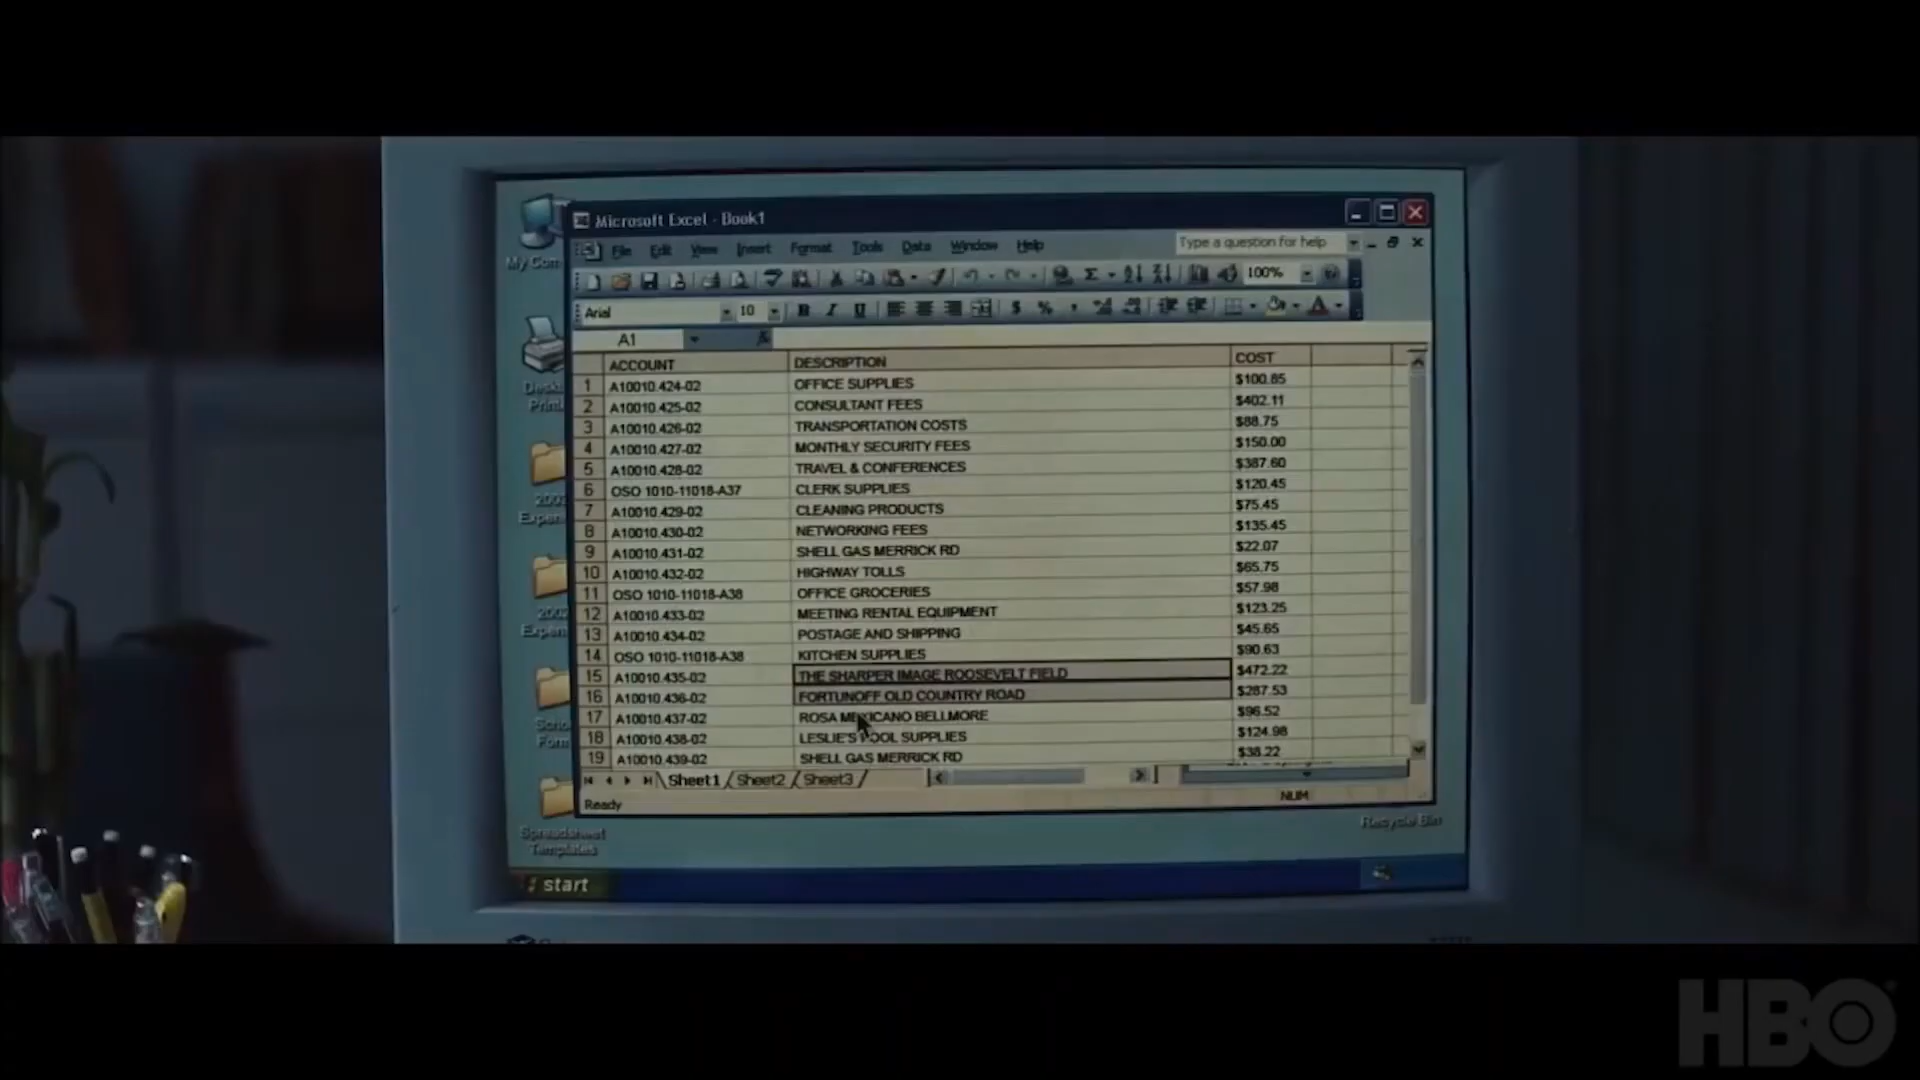 Microsoft Excel - Book1
My Com
File Edit View Insert Format Tools Data Window Help
Type a question for help
100%
Arial 10
A1
ACCOUNT DESCRIPTION COST
1 A10010.424-02 OFFICE SUPPLIES $100.85
2 A10010.425-02 CONSULTANT FEES $402.11
3 A10010.426-02 TRANSPORTATION COSTS $88.75
4 A10010.427-02 MONTHLY SECURITY FEES $150.00
5 A10010.428-02 TRAVEL & CONFERENCES $387.60
6 OSO 1010-11018-A37 CLERK SUPPLIES $120.45
7 A10010.429-02 CLEANING PRODUCTS $75.45
8 A10010.430-02 NETWORKING FEES $135.45
9 A10010.431-02 SHELL GAS MERRICK RD $22.07
10 A10010.432-02 HIGHWAY TOLLS $65.75
11 OSO 1010-11018-A38 OFFICE GROCERIES $57.98
12 A10010.433-02 MEETING RENTAL EQUIPMENT $123.25
13 A10010.434-02 POSTAGE AND SHIPPING $45.65
14 OSO 1010-11018-A38 KITCHEN SUPPLIES $90.63
15 A10010.435-02 THE SHARPER IMAGE ROOSEVELT FIELD $472.22
16 A10010.436-02 FORTUNOFF OLD COUNTRY ROAD $287.53
17 A10010.437-02 ROSA MEXICANO BELLMORE $96.52
18 A10010.438-02 LESLIE'S POOL SUPPLIES $124.98
19 A10010.439-02 SHELL GAS MERRICK RD $38.22
Sheet1 Sheet2 Sheet3
Ready
NUM
Spreadsheet
Templates
Recycle Bin
start
HBO